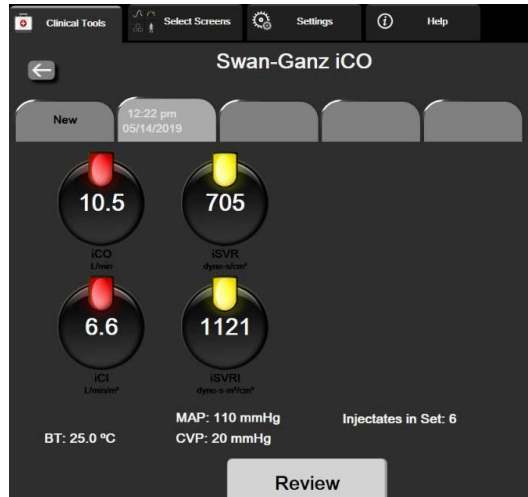 Clinical Tools
Select Screens
Settings
Help
Swan-Ganz iCO
New
12:22 pm
05/14/2019
10.5
705
iCO
L/min
iSVR
dyne-s/cm⁵
6.6
1121
iCI
L/min/m²
iSVRI
dyne-s-m²/cm⁵
MAP: 110 mmHg
Injectates in Set: 6
BT: 25.0 ºC
CVP: 20 mmHg
Review